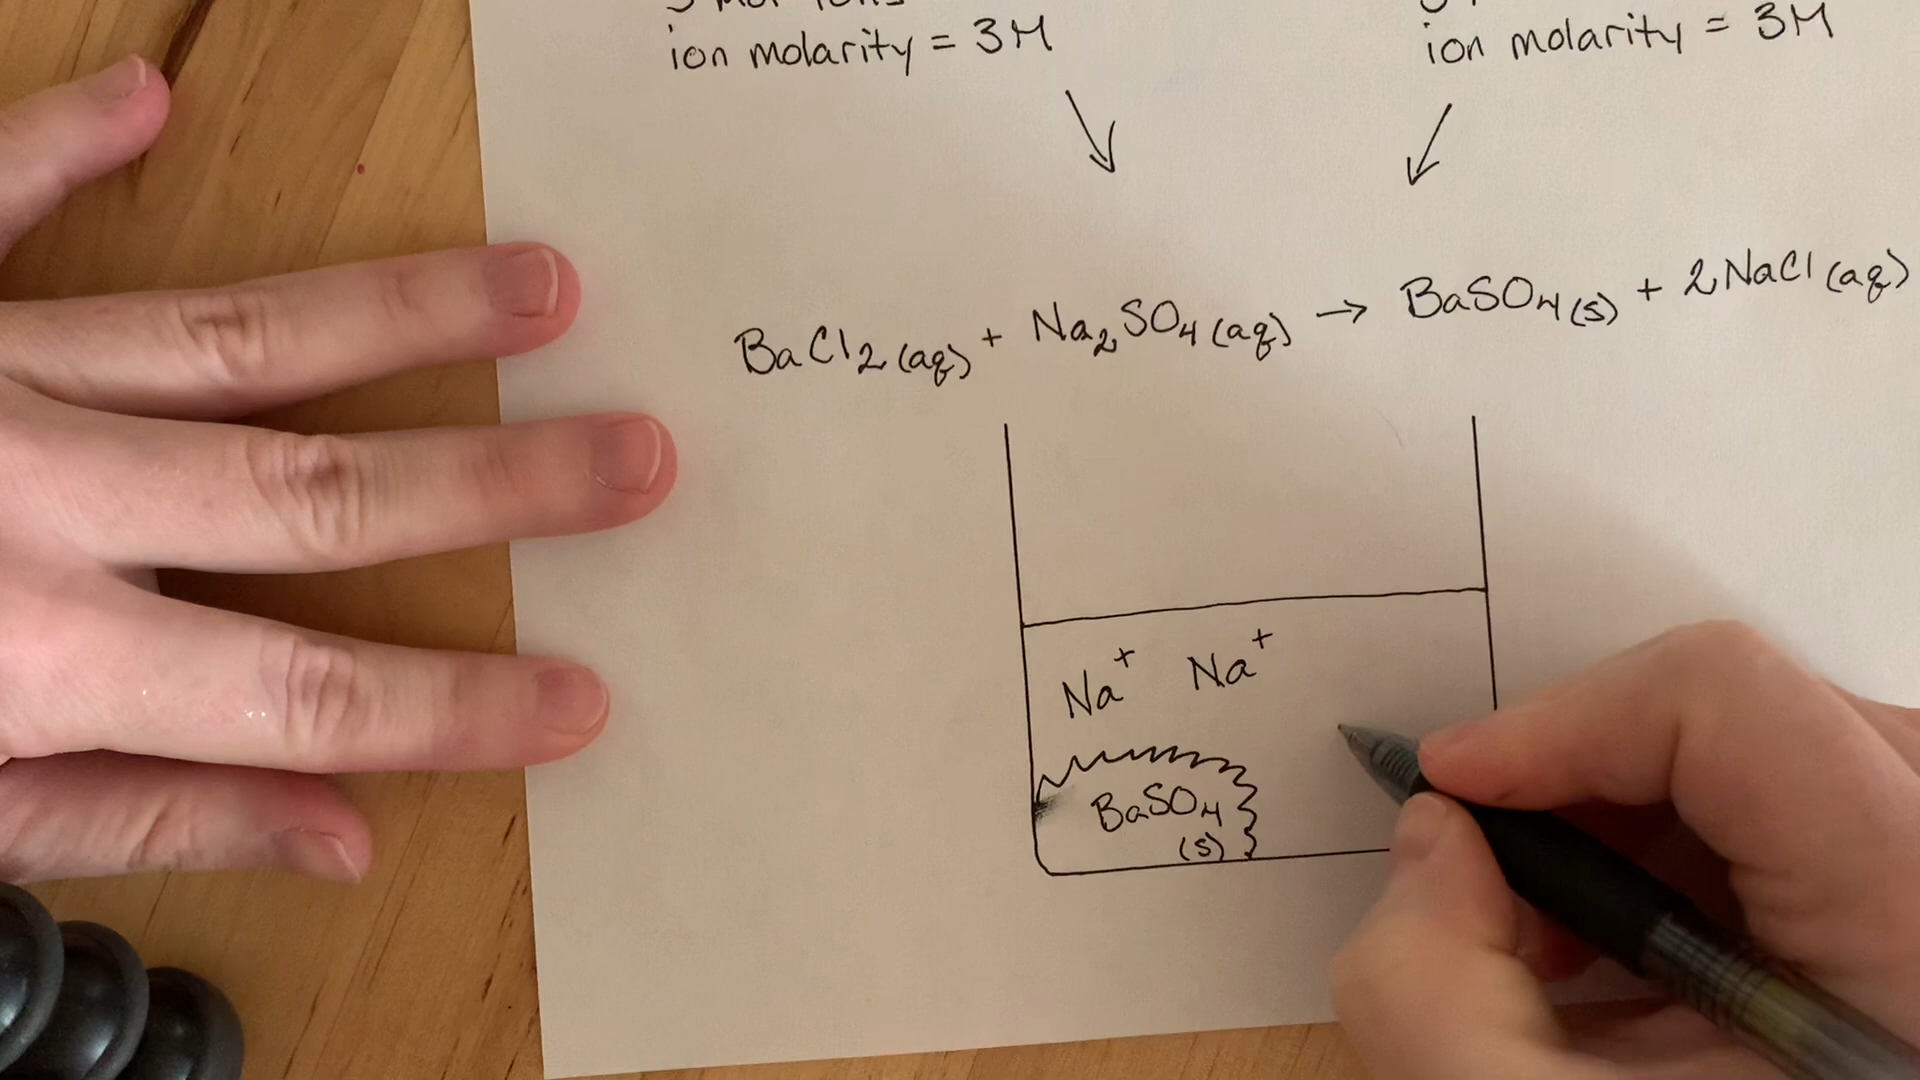 ion molarity = 3M
ion molarity = 3M
BaCl2 (aq) + Na2SO4 (aq) → BaSO4 (s) + 2NaCl (aq)
Na+ Na+
BaSO4
(s)